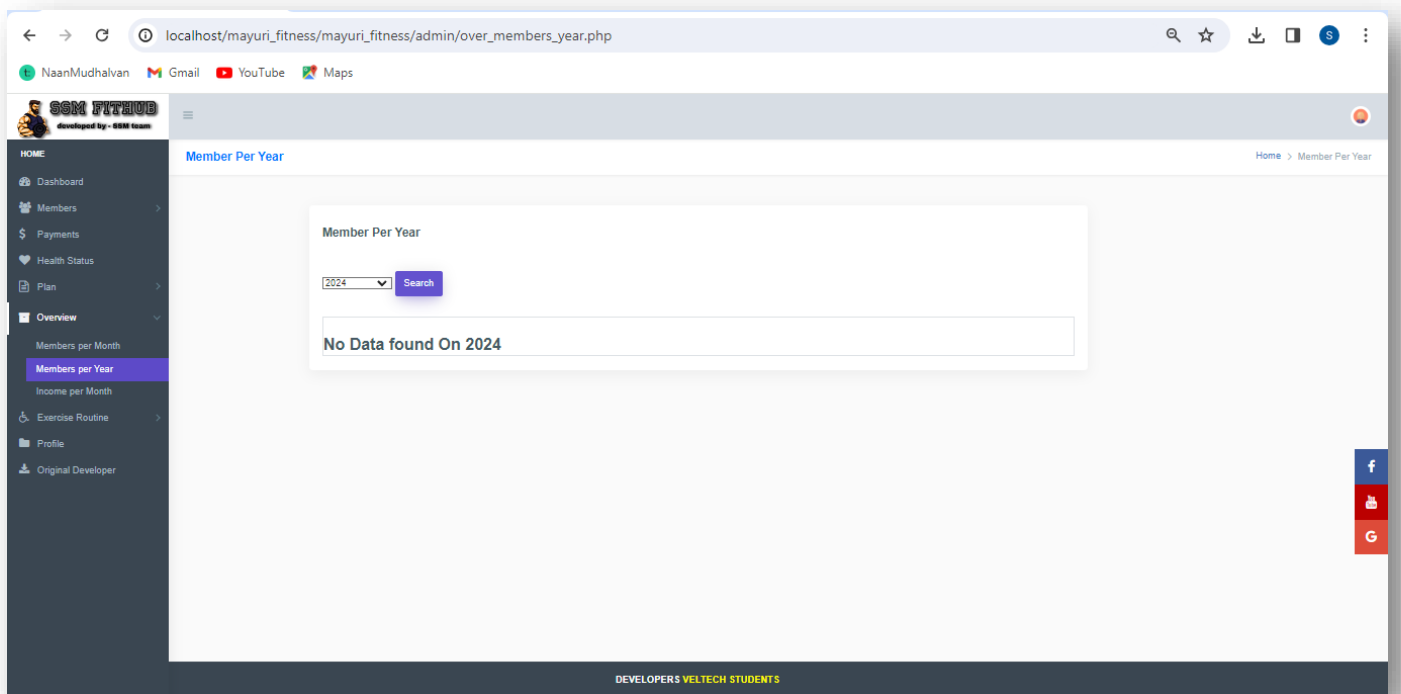 localhost/mayuri_fitness/mayuri_fitness/admin/over_members_year.php
S
NaanMudhalvan Gmail YouTube Maps
SSM FITHUB
developed by - SSM team
HOME
Member Per Year
Home > Member Per Year
Dashboard
Members
Payments
Health Status
Plan
Overview
Members per Month
Members per Year
Income per Month
Exercise Routine
Profile
Original Developer
Member Per Year
2024 Search
No Data found On 2024
DEVELOPERS VELTECH STUDENTS